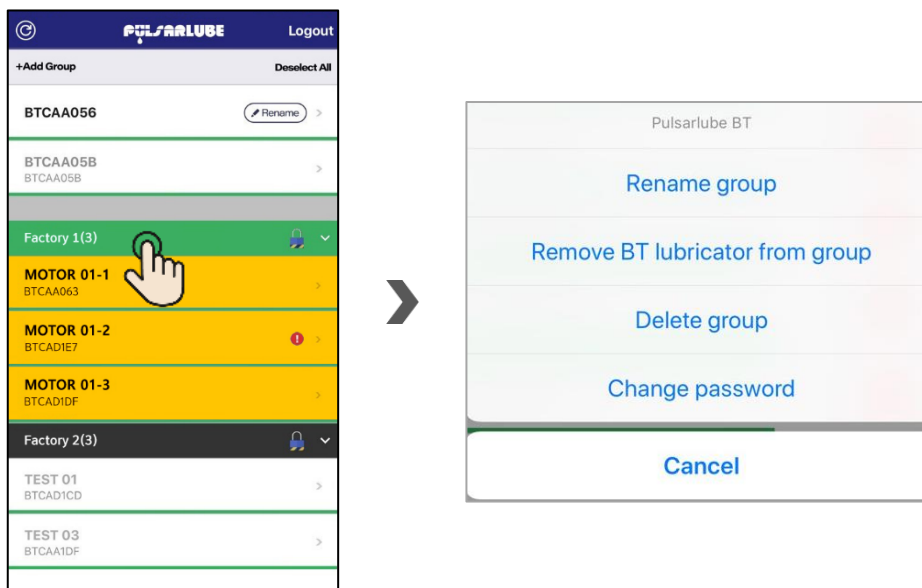 PULSARLUBE Logout
+Add Group Deselect All
BTCAA056 Rename
BTCAA05B
BTCAA05B
Factory 1(3)
MOTOR 01-1
BTCAA063
MOTOR 01-2
BTCAD1E7
MOTOR 01-3
BTCAD1DF
Factory 2(3)
TEST 01
BTCAD1CD
TEST 03
BTCAA1DF
Pulsarlube BT
Rename group
Remove BT lubricator from group
Delete group
Change password
Cancel